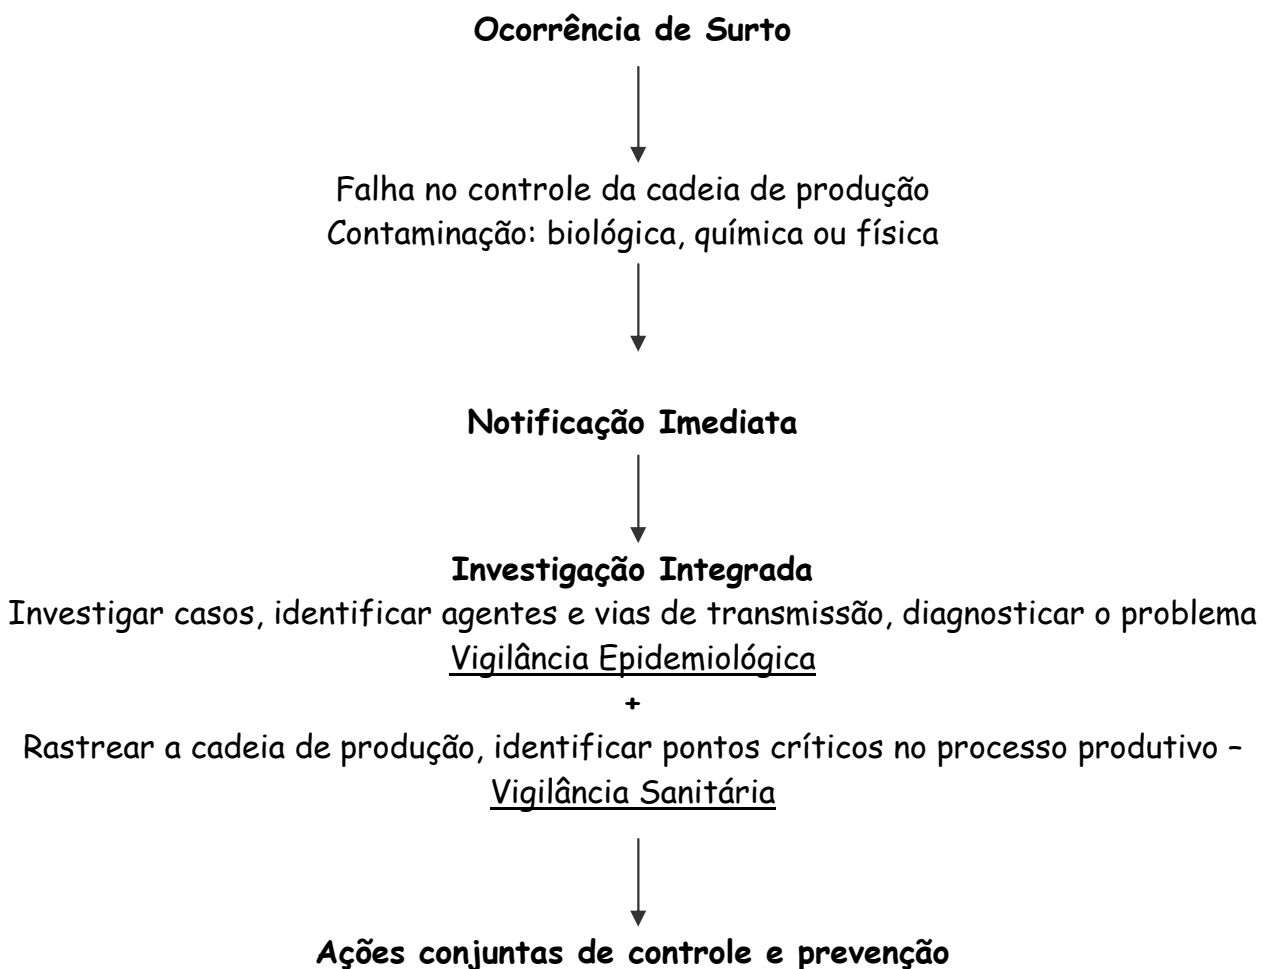 Ocorrência de Surto
Falha no controle da cadeia de produção
Contaminação: biológica, química ou física
Notificação Imediata
Investigação Integrada
Investigar casos, identificar agentes e vias de transmissão, diagnosticar o problema
Vigilância Epidemiológica
+
Rastrear a cadeia de produção, identificar pontos críticos no processo produtivo –
Vigilância Sanitária
Ações conjuntas de controle e prevenção